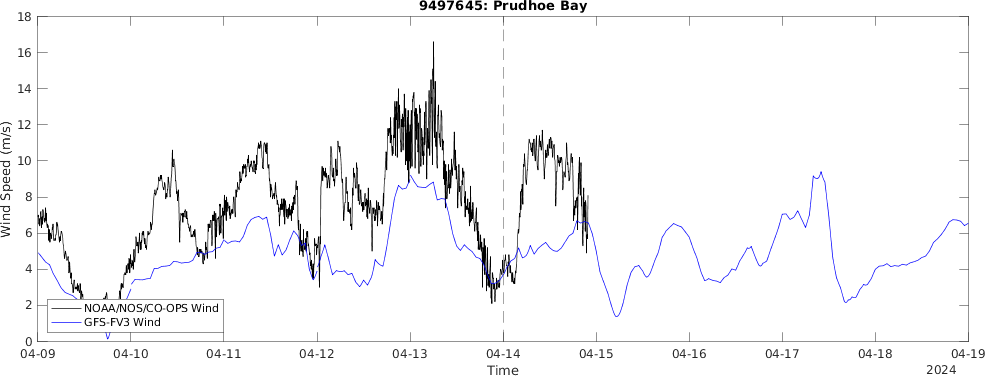 9497645: Prudhoe Bay
Wind Speed (m/s)
18
16
14
12
10
8
6
4
2
0
NOAA/NOS/CO-OPS Wind
GFS-FV3 Wind
04-09 04-10 04-11 04-12 04-13 04-14 04-15 04-16 04-17 04-18 04-19
Time
2024